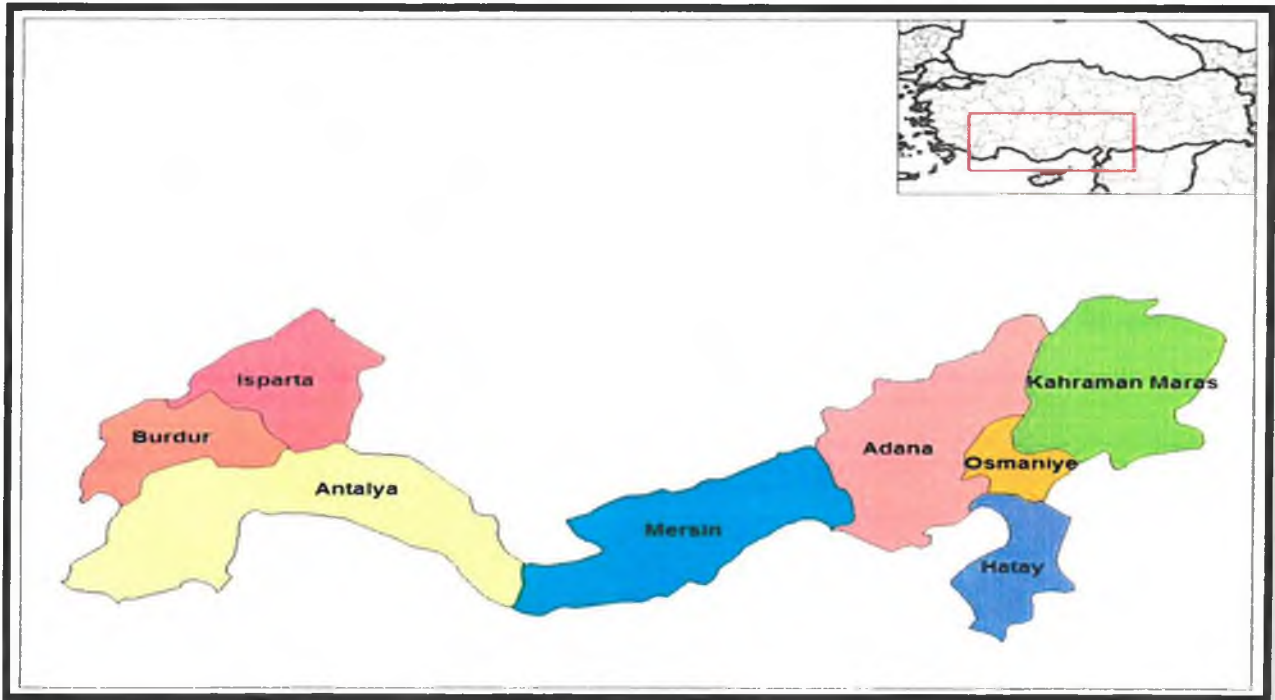 Isparta
Kahraman Maras
Burdur
Adana
Osmaniye
Antalya
Mersin
Hatay